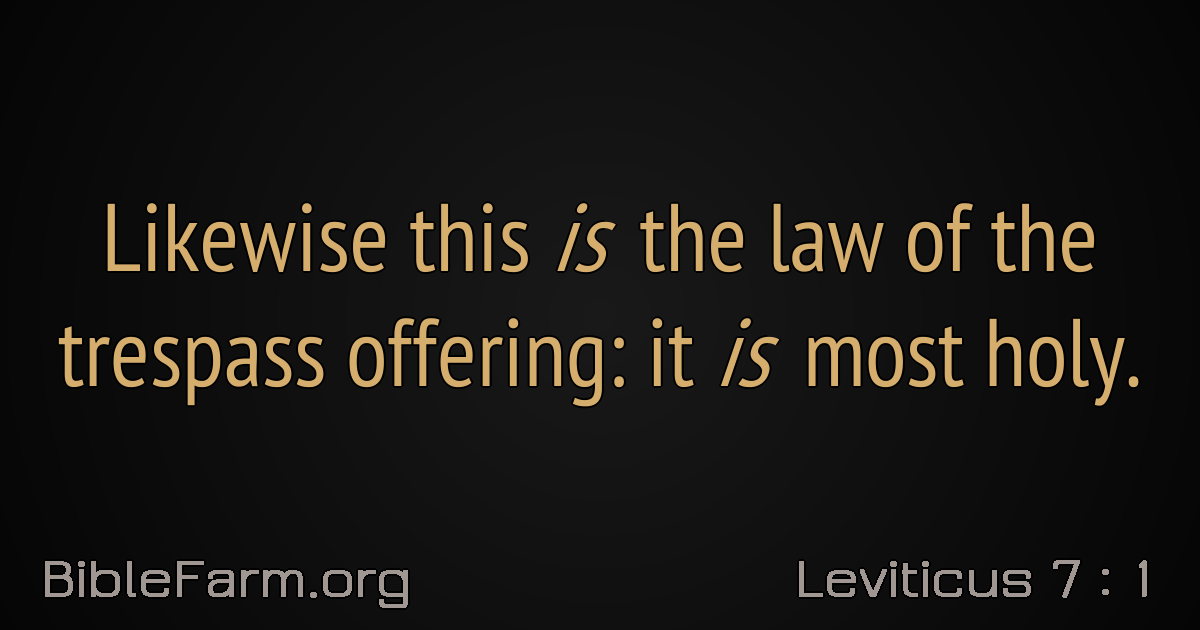 Likewise this is the law of the
trespass offering: it is most holy.
BibleFarm.org
Leviticus 7 : 1